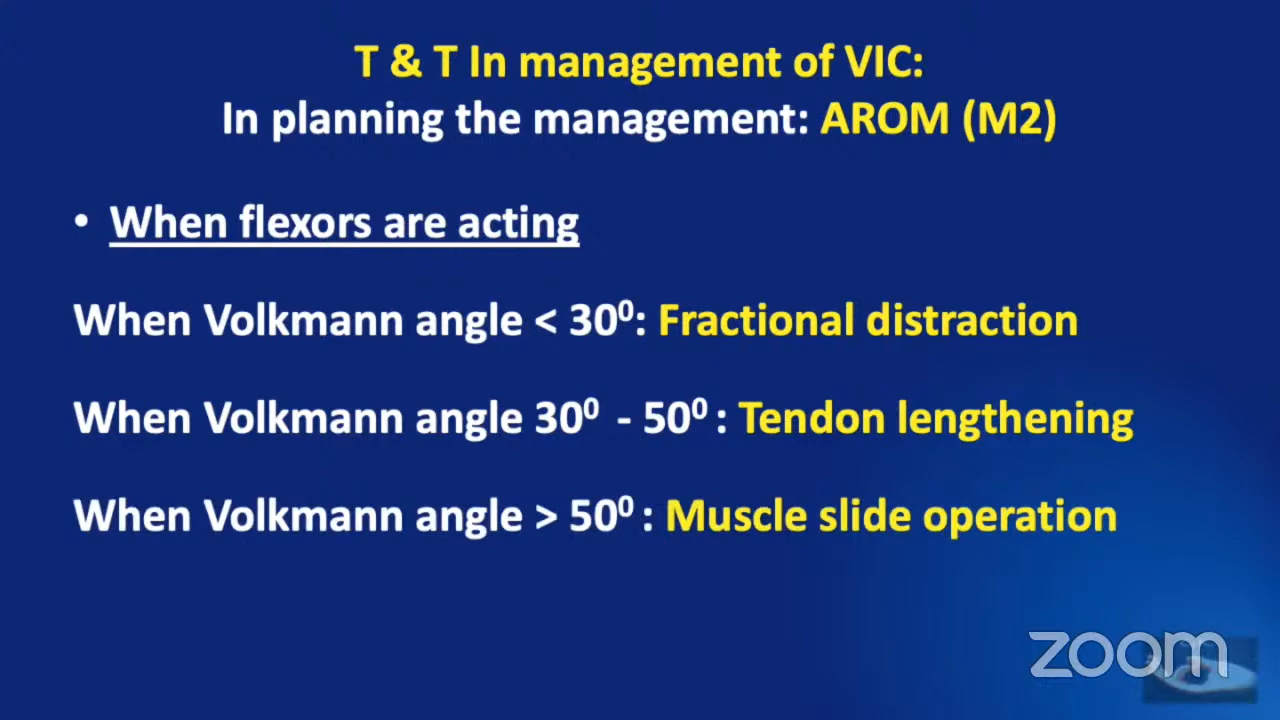 T & T In management of VIC:
In planning the management: AROM (M2)
• When flexors are acting
When Volkmann angle < 30⁰: Fractional distraction
When Volkmann angle 30⁰ - 50⁰ : Tendon lengthening
When Volkmann angle > 50⁰ : Muscle slide operation
zoom